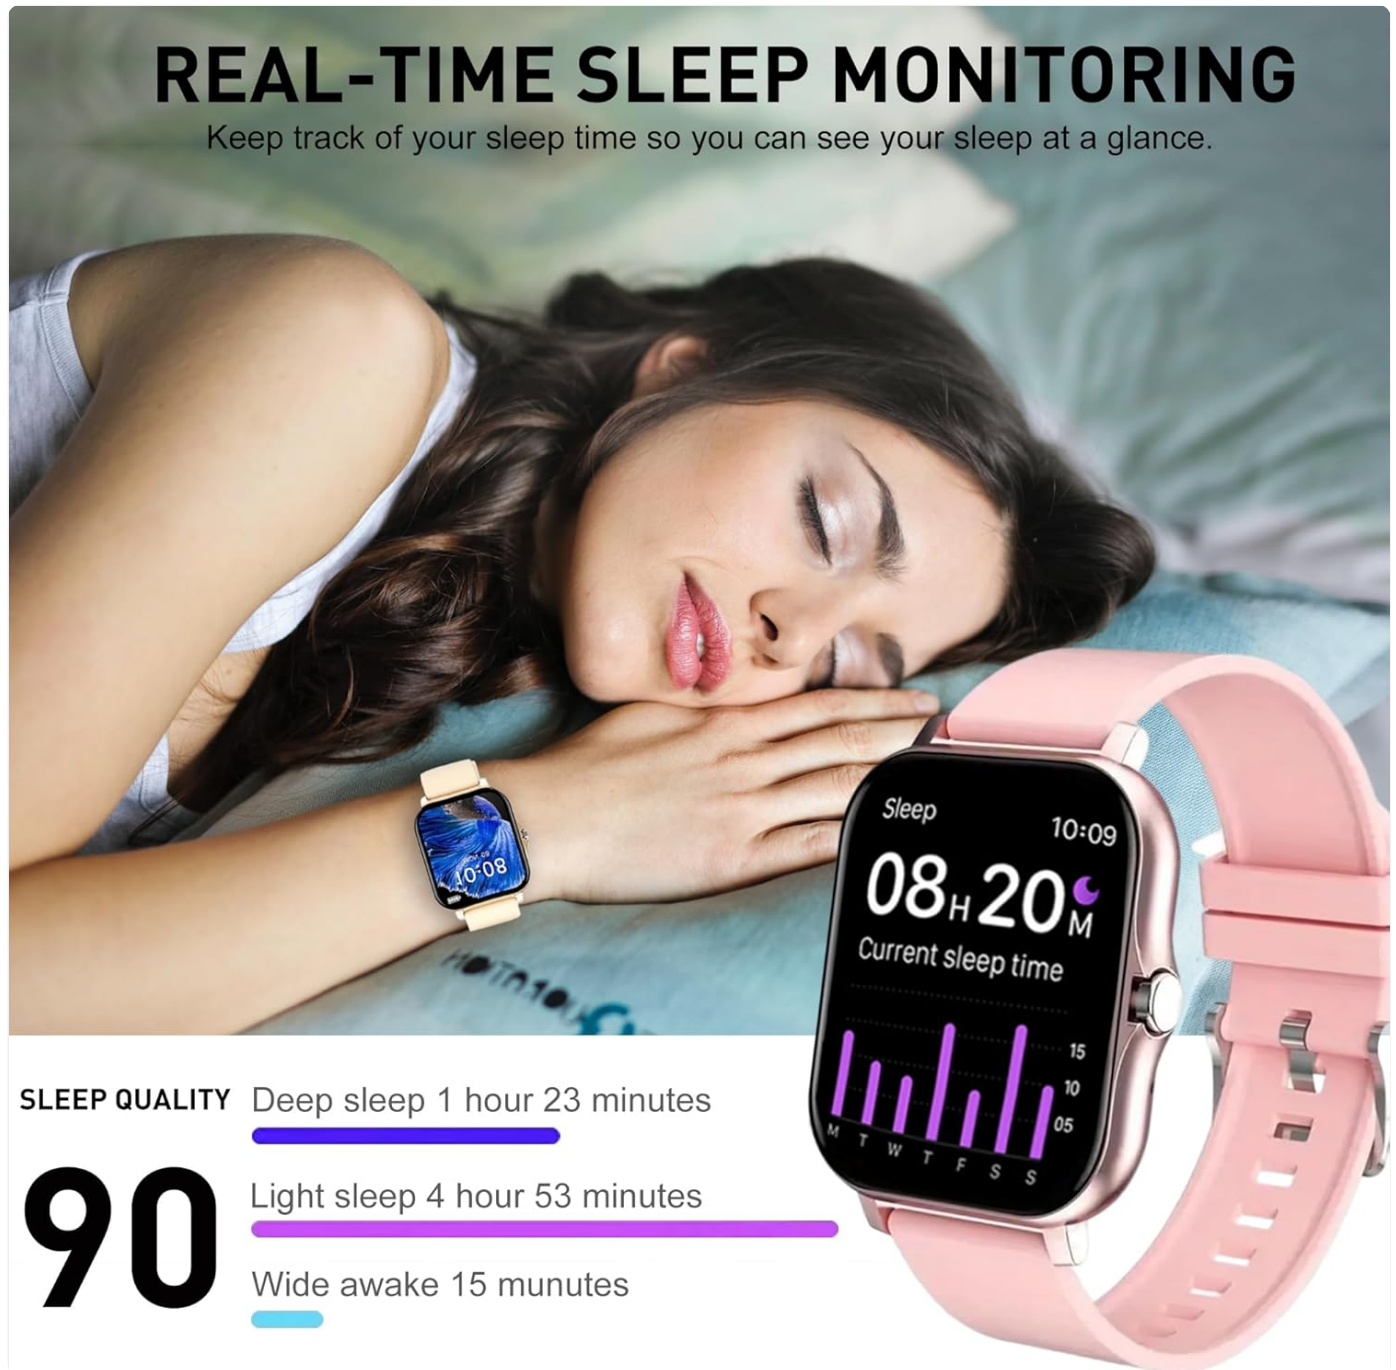 REAL-TIME SLEEP MONITORING
Keep track of your sleep time so you can see your sleep at a glance.
10:08
Sleep
10:09
08H20M
Current sleep time
15
10
05
M T W T F S S
SLEEP QUALITY
90
Deep sleep 1 hour 23 minutes
Light sleep 4 hour 53 minutes
Wide awake 15 munutes